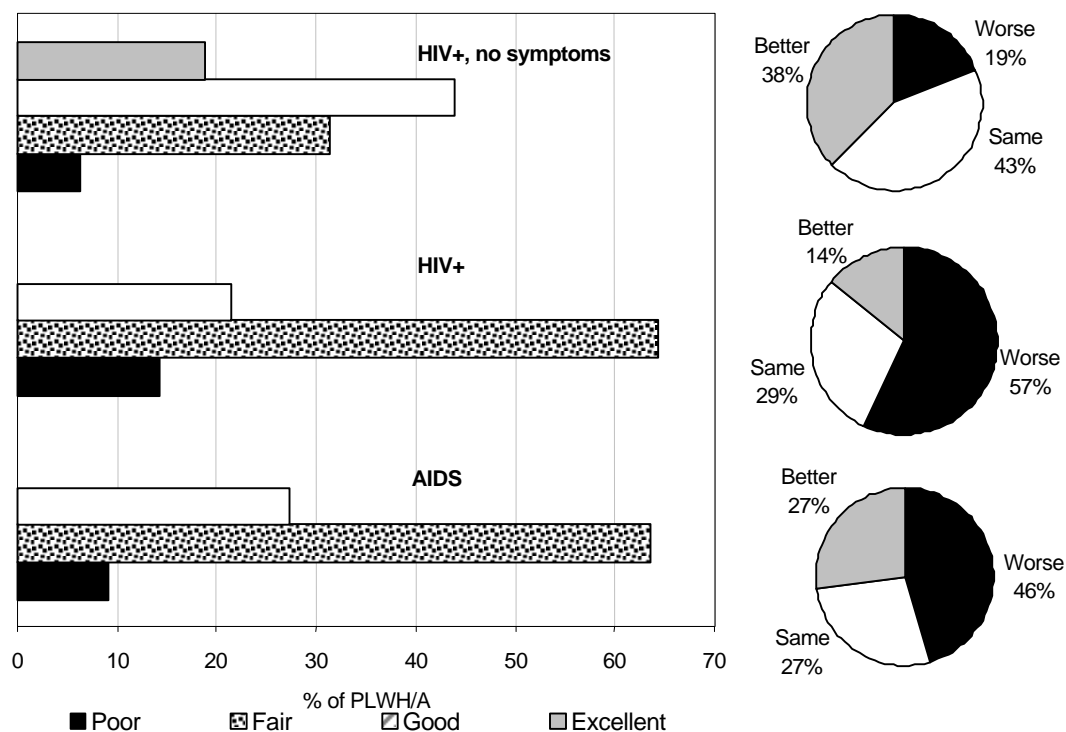 HIV+, no symptoms
HIV+
AIDS
0 10 20 30 40 50 60 70
% of PLWH/A
Poor Fair Good Excellent
Better
38%
Worse
19%
Same
43%
Better
14%
Same
29%
Worse
57%
Better
27%
Worse
46%
Same
27%